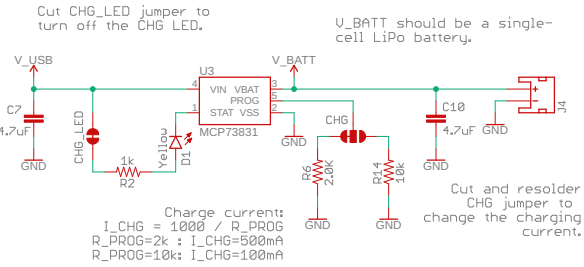 Cut CHG_LED jumper to
turn off the CHG LED.
V_BATT should be a single-
cell LiPo battery.
V_USB
U3
V_BATT
4
VIN VBAT
3
PROG
5
1
STAT VSS
2
MCP73831
C7
4.7uF
GND
CHG_LED
1k
R2
Yellow
D1
GND
CHG
R6
2.0K
R14
10k
GND
GND
C10
4.7uF
GND
GND
+
-
J4
Cut and resolder
CHG jumper to
change the charging
current.
Charge current:
I_CHG = 1000 / R_PROG
R_PROG=2k : I_CHG=500mA
R_PROG=10k: I_CHG=100mA